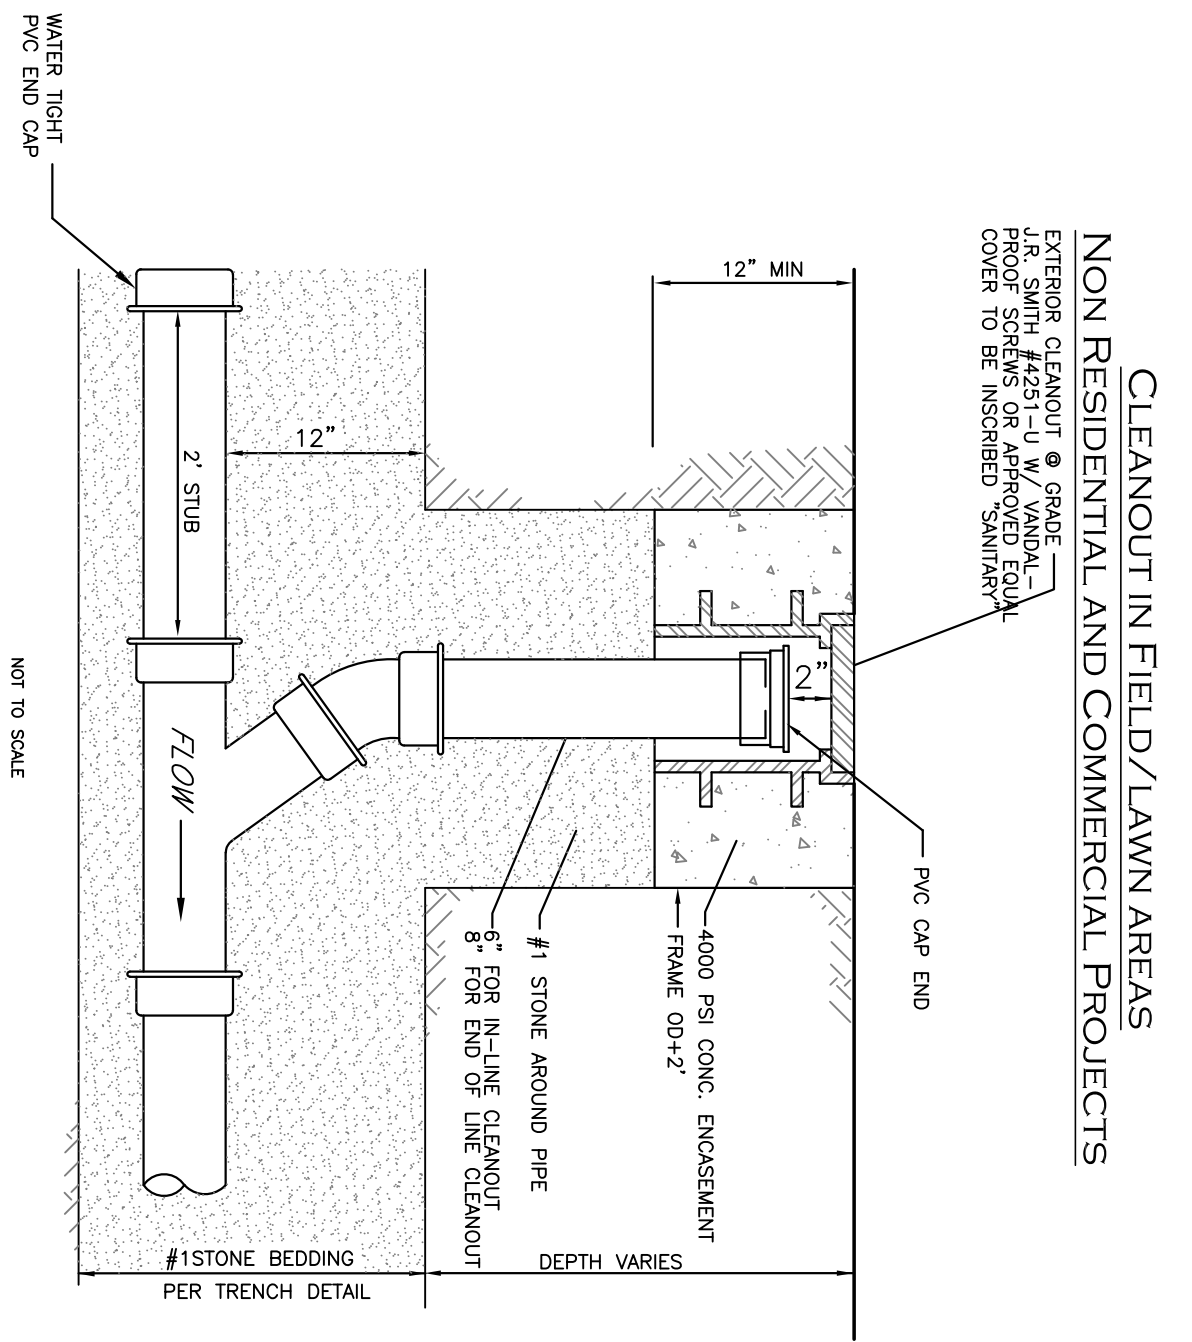 CLEANOUT IN FIELD/LAWN AREAS
NON RESIDENTIAL AND COMMERCIAL PROJECTS
EXTERIOR CLEANOUT @ GRADE
J.R. SMITH #4251-U W/ VANDAL-
PROOF SCREWS OR APPROVED EQUAL
COVER TO BE INSCRIBED "SANITARY"
PVC CAP END
12" MIN
2"
4000 PSI CONC. ENCASEMENT
FRAME OD+2'
#1 STONE AROUND PIPE
6" FOR IN-LINE CLEANOUT
8" FOR END OF LINE CLEANOUT
DEPTH VARIES
12"
2' STUB
FLOW
#1STONE BEDDING
PER TRENCH DETAIL
WATER TIGHT
PVC END CAP
NOT TO SCALE